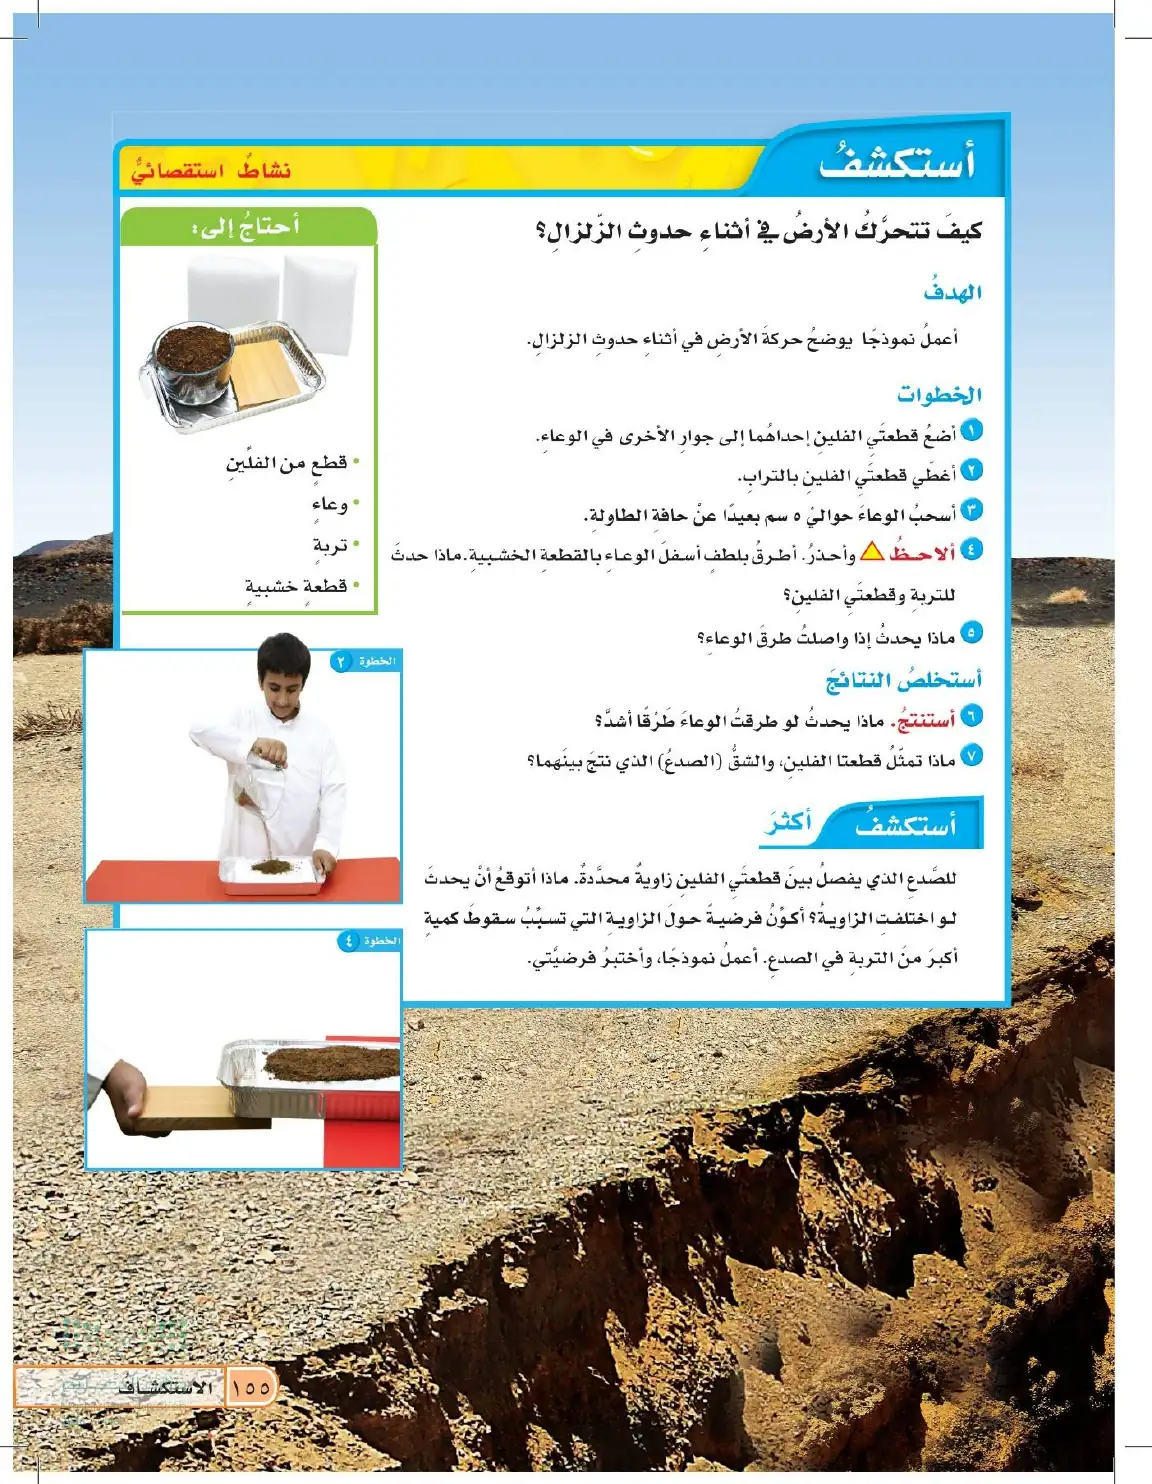 أستكشفُ
نشاطٌ استقصائيٌّ
كيفَ تتحرَّكُ الأرضُ في أثناءِ حدوثِ الزّلزالِ؟
الهدفُ
أعملُ نموذجًا يوضحُ حركةَ الأرضِ في أثناءِ حدوثِ الزلزالِ.
الخطوات
١ أضعُ قطعتَيِ الفلينِ إحداهُما إلى جوارِ الأخرى في الوعاءِ.
٢ أغطّي قطعتَيِ الفلينِ بالترابِ.
٣ أسحبُ الوعاءَ حواليْ ٥ سم بعيدًا عنْ حافةِ الطاولةِ.
٤ ألاحظُ وأحذرُ. أطرقُ بلطفٍ أسفلَ الوعاءِ بالقطعةِ الخشبيةِ. ماذا حدثَ
للتربةِ وقطعتَيِ الفلينِ؟
٥ ماذا يحدثُ إذا واصلتُ طرقَ الوعاءِ؟
أستخلصُ النتائجَ
٦ أستنتجُ. ماذا يحدثُ لو طرقتُ الوعاءَ طَرْقًا أشدَّ؟
٧ ماذا تمثّلُ قطعتا الفلينِ، والشقُّ (الصدعُ) الذي نتجَ بينَهما؟
أستكشفُ أكثرَ
للصَّدعِ الذي يفصلُ بينَ قطعتَيِ الفلينِ زاويةٌ محدَّدةٌ. ماذا أتوقعُ أنْ يحدثَ
لو اختلفتِ الزاويةُ؟ أكوِّنُ فرضيةً حولَ الزاويةِ التي تسبِّبُ سقوطَ كميةٍ
أكبرَ منَ التربةِ في الصدعِ. أعملُ نموذجًا، وأختبرُ فرضيَّتي.
أحتاجُ إلى:
• قطعٍ من الفلّينِ
• وعاءٍ
• تربةٍ
• قطعةٍ خشبيةٍ
الخطوة ٢
الخطوة ٤
١٥٥ الاستكشاف